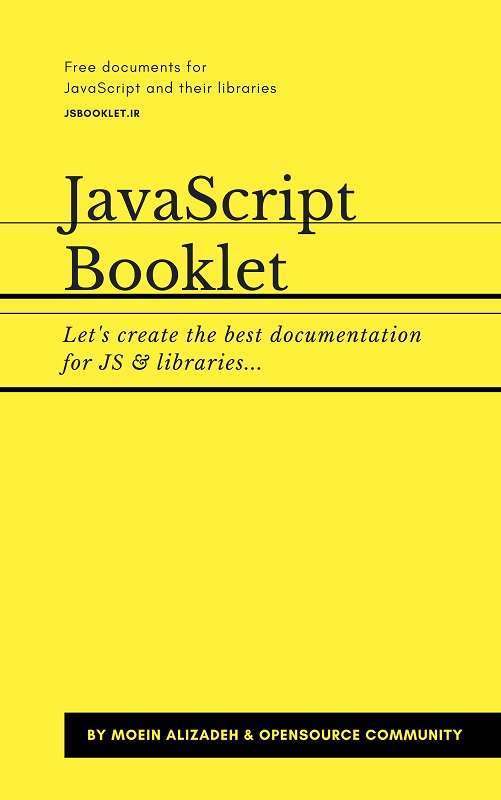 Free documents for
JavaScript and their libraries
JSBOOKLET.IR
JavaScript
Booklet
Let's create the best documentation
for JS & libraries...
BY MOEIN ALIZADEH & OPENSOURCE COMMUNITY